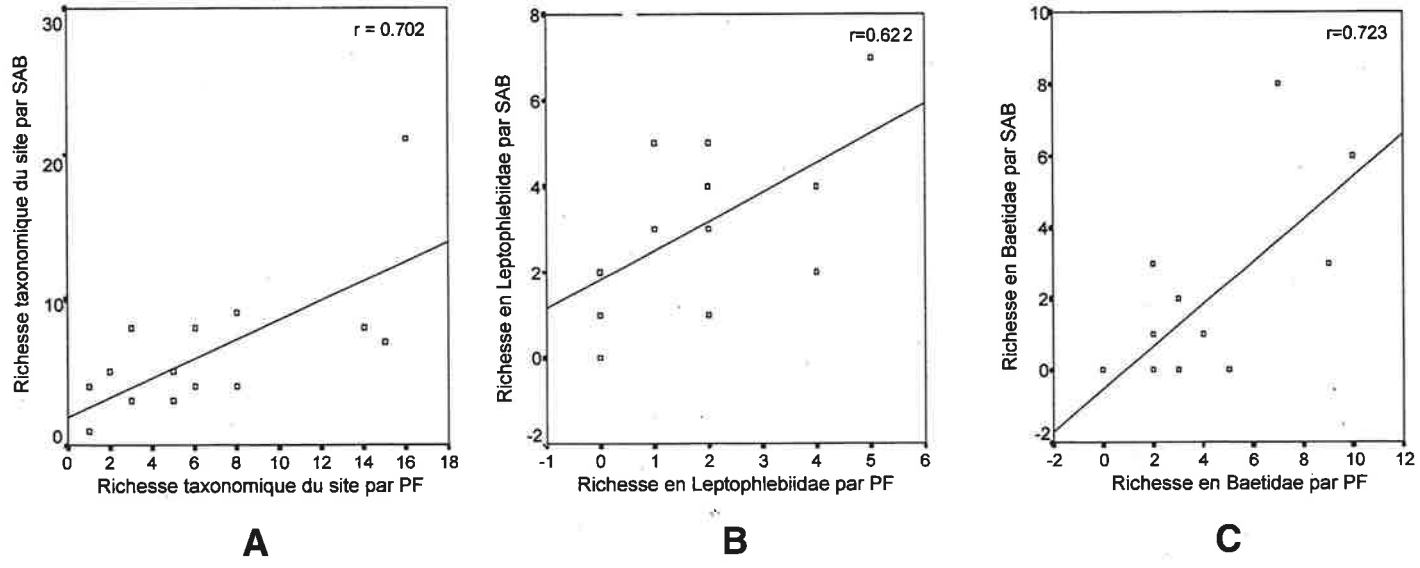 30
20
10
0
Richesse taxonomique du site par SAB
r = 0.702
0 2 4 6 8 10 12 14 16 18
Richesse taxonomique du site par PF
A
8
6
4
2
0
-2
Richesse en Leptophlebiidae par SAB
r=0.622
-1 0 1 2 3 4 5 6
Richesse en Leptophlebiidae par PF
B
10
8
6
4
2
0
-2
Richesse en Baetidae par SAB
r=0.723
-2 0 2 4 6 8 10 12
Richesse en Baetidae par PF
C